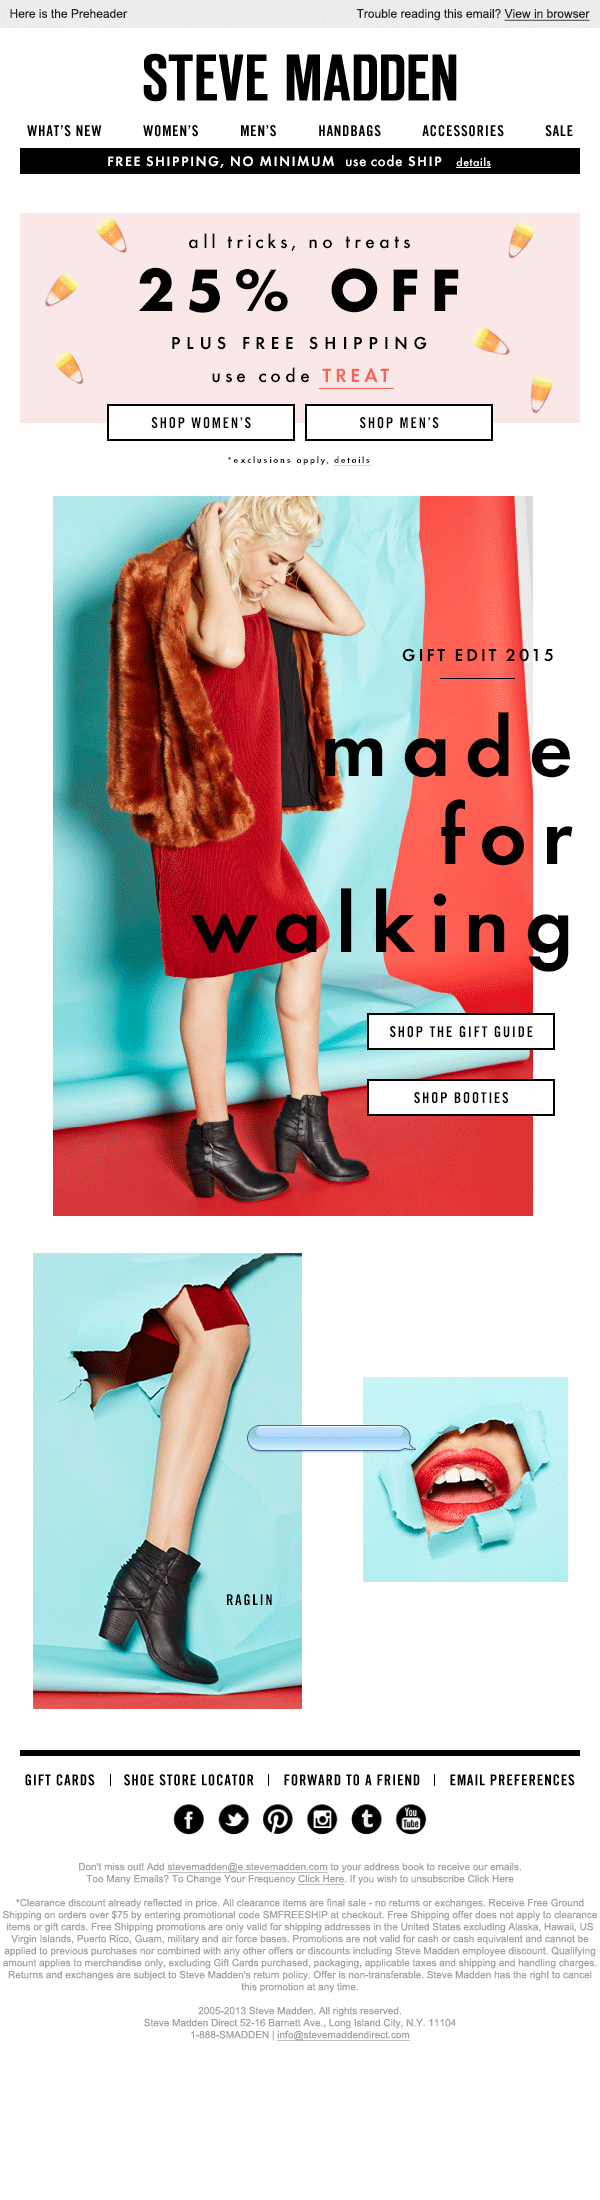 Here is the Preheader
Trouble reading this email? View in browser
STEVE MADDEN
WHAT'S NEW WOMEN'S MEN'S HANDBAGS ACCESSORIES SALE
FREE SHIPPING, NO MINIMUM use code SHIP details
all tricks, no treats
25% OFF
PLUS FREE SHIPPING
use code TREAT
SHOP WOMEN'S SHOP MEN'S
*exclusions apply, details
GIFT EDIT 2015
made
for
walking
SHOP THE GIFT GUIDE
SHOP BOOTIES
RAGLIN
GIFT CARDS | SHOE STORE LOCATOR | FORWARD TO A FRIEND | EMAIL PREFERENCES
f t You Tube
Don't miss out! Add stevemadden@e.stevemadden.com to your address book to receive our emails.
Too Many Emails? To Change Your Frequency Click Here. If you wish to unsubscribe Click Here
*Clearance discount already reflected in price. All clearance items are final sale - no returns or exchanges. Receive Free Ground
Shipping on orders over $75 by entering promotional code SMFREESHIP at checkout. Free Shipping offer does not apply to clearance
items or gift cards. Free Shipping promotions are only valid for shipping addresses in the United States excluding Alaska, Hawaii, US
Virgin Islands, Puerto Rico, Guam, military and air force bases. Promotions are not valid for cash or cash equivalent and cannot be
applied to previous purchases nor combined with any other offers or discounts including Steve Madden employee discount. Qualifying
amount applies to merchandise only, excluding Gift Cards purchased, packaging, applicable taxes and shipping and handling charges.
Returns and exchanges are subject to Steve Madden's return policy. Offer is non-transferable. Steve Madden has the right to cancel
this promotion at any time.
2005-2013 Steve Madden. All rights reserved.
Steve Madden Direct 52-16 Barnett Ave., Long Island City, N.Y. 11104
1-888-SMADDEN | info@stevemaddendirect.com